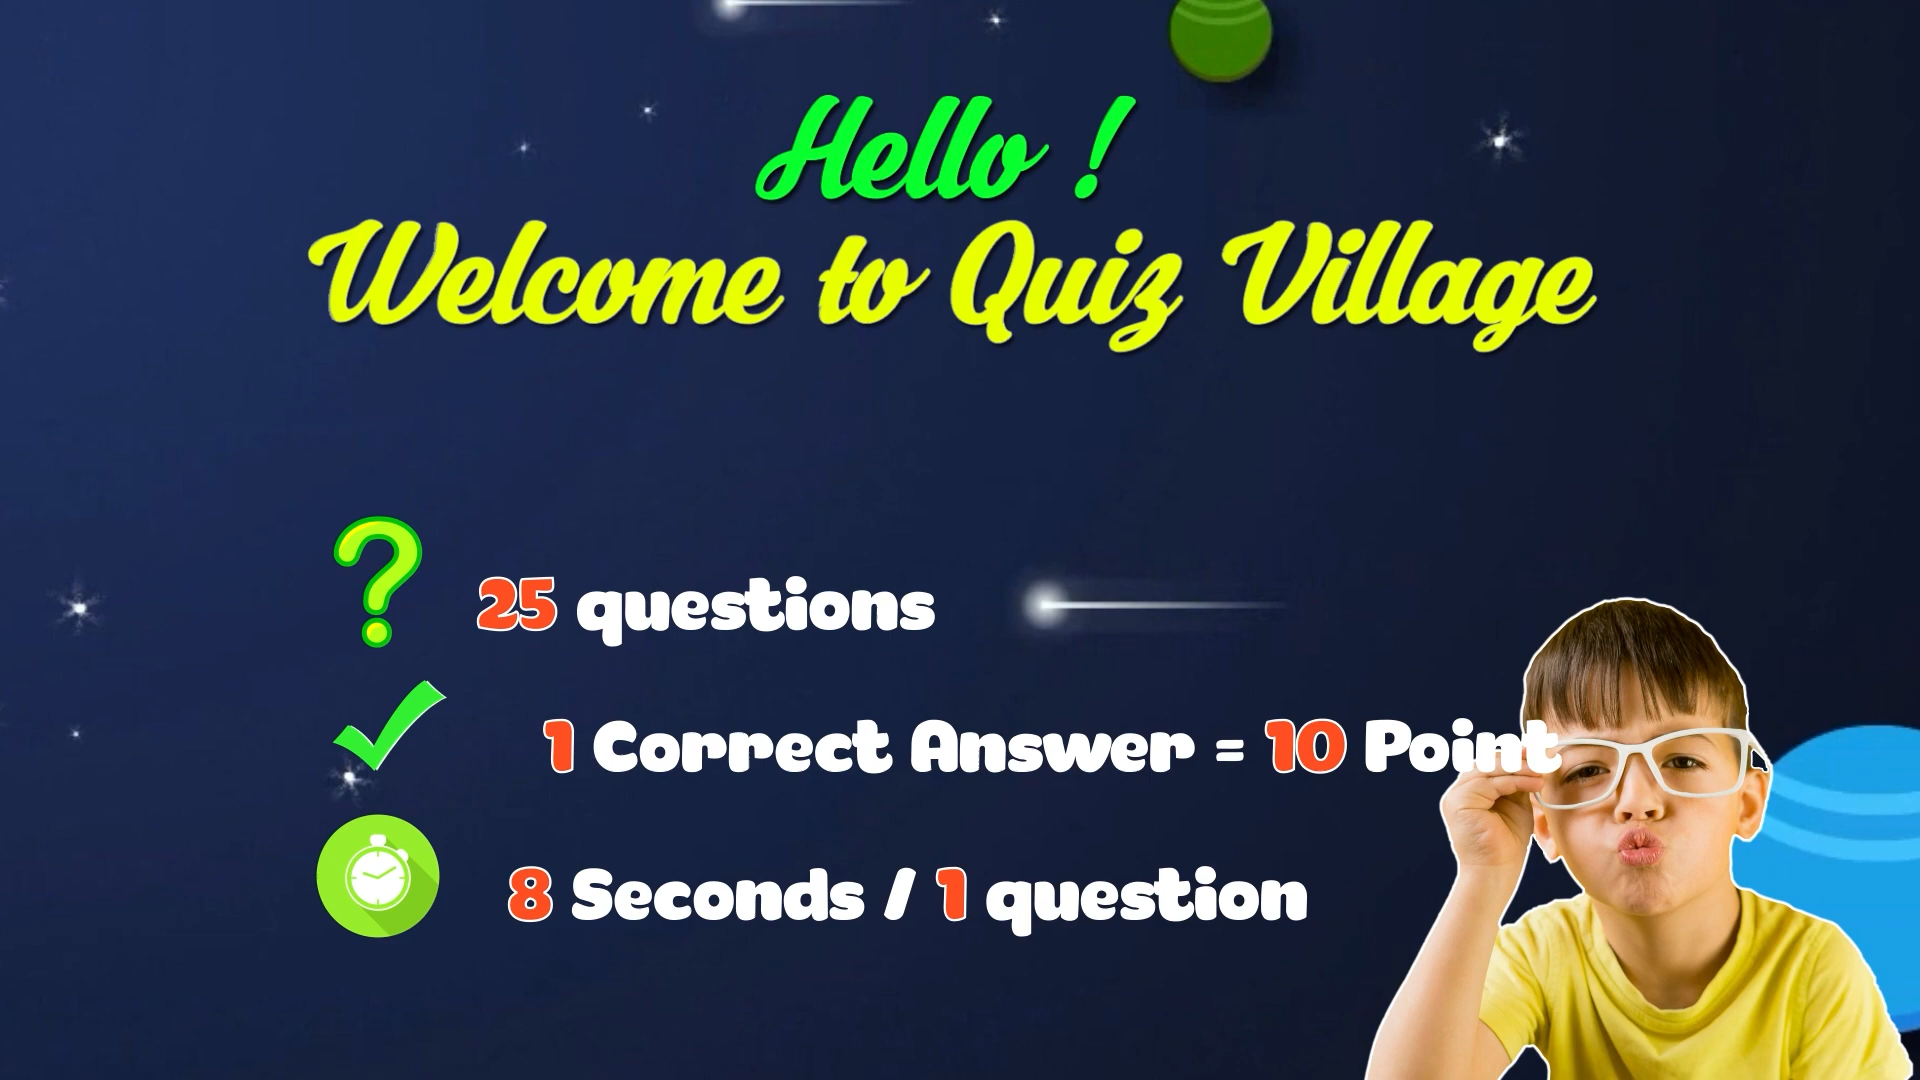 Hello !
Welcome to Quiz Village
25 questions
1 Correct Answer = 10 Point
8 Seconds / 1 question